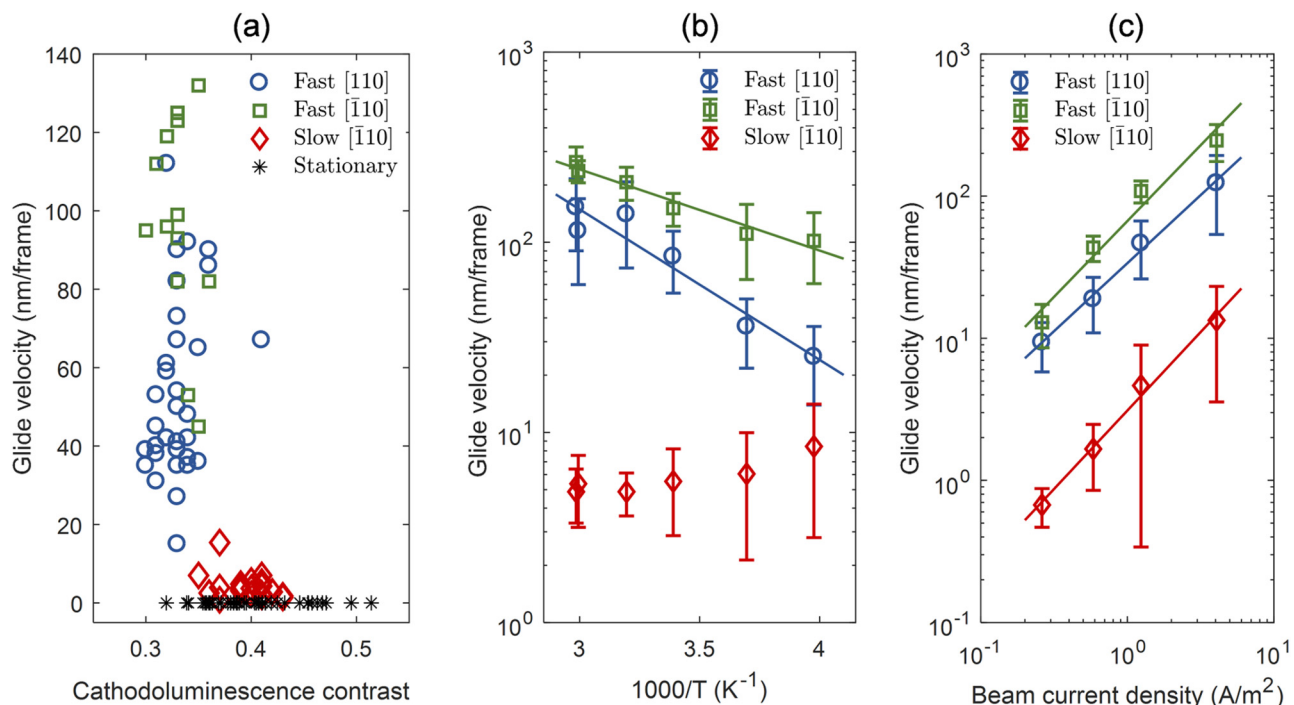 (a)
140
120
100
80
60
40
20
0
0.3 0.4 0.5
Glide velocity (nm/frame)
Cathodoluminescence contrast
Fast [110]
Fast [1̄10]
Slow [1̄10]
Stationary
(b)
10³
10²
10¹
10⁰
3 3.5 4
Glide velocity (nm/frame)
1000/T (K⁻¹)
Fast [110]
Fast [1̄10]
Slow [1̄10]
(c)
10³
10²
10¹
10⁰
10⁻¹
10⁻¹ 10⁰ 10¹
Glide velocity (nm/frame)
Beam current density (A/m²)
Fast [110]
Fast [1̄10]
Slow [1̄10]